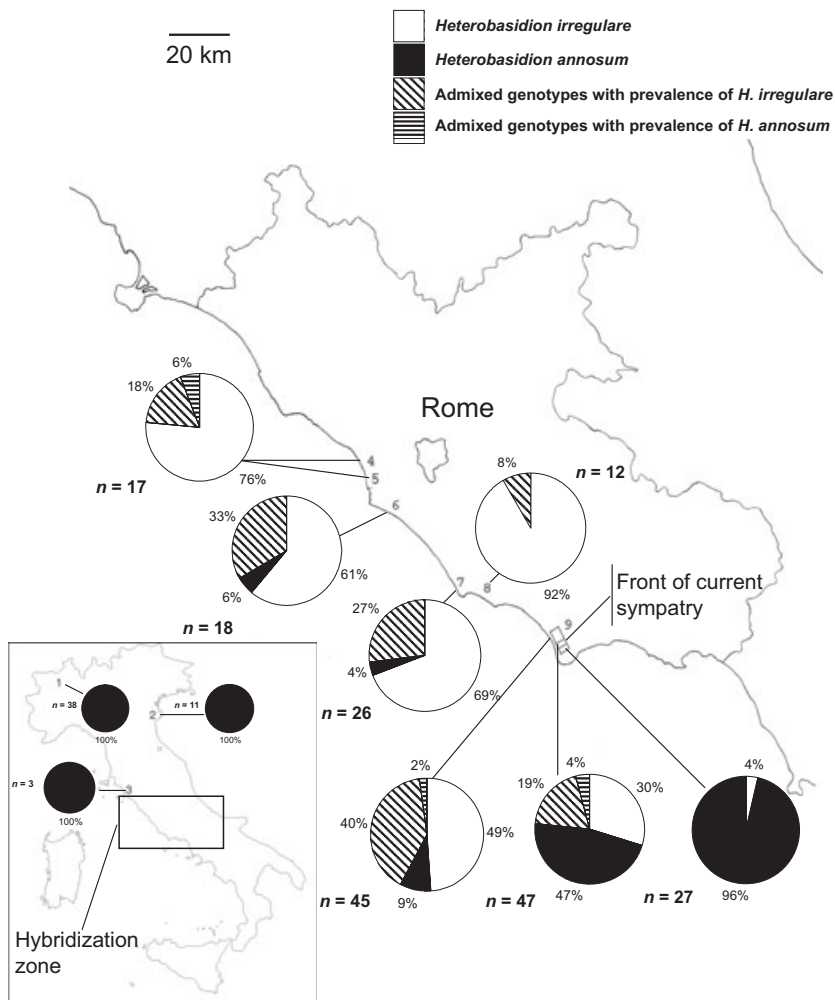 20 km
Heterobasidion irregulare
Heterobasidion annosum
Admixed genotypes with prevalence of H. irregulare
Admixed genotypes with prevalence of H. annosum
6%
18%
76%
n = 17
4
5
Rome
33%
6%
61%
n = 18
6
8%
n = 12
92%
7
8
27%
4%
69%
n = 26
Front of current
sympatry
9
1
n = 38
100%
2
n = 11
100%
n = 3
100%
3
Hybridization
zone
2%
40%
49%
9%
n = 45
4%
19%
30%
47%
n = 47
4%
96%
n = 27